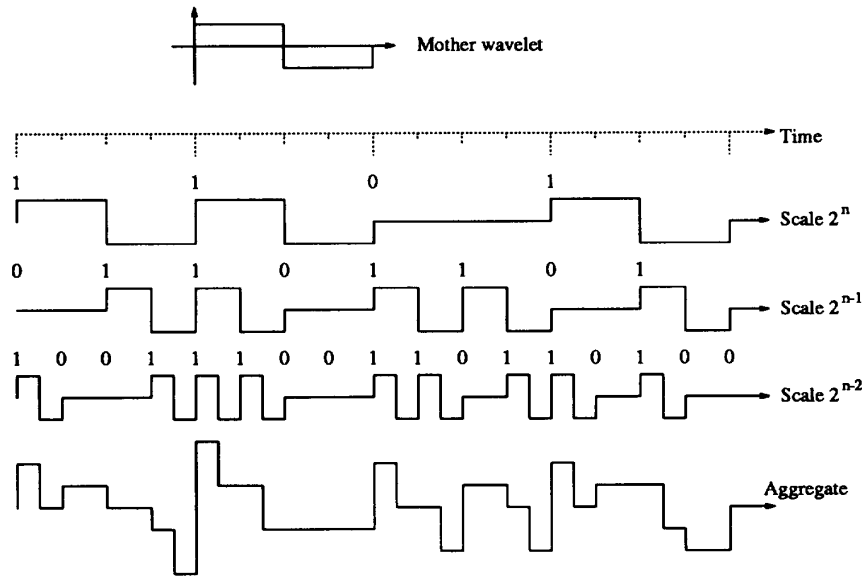 Mother wavelet
Time
1 1 0 1
Scale 2^n
0 1 1 0 1 1 0 1
Scale 2^n-1
1 0 0 1 1 1 0 0 1 1 0 1 1 0 1 0 0
Scale 2^n-2
Aggregate